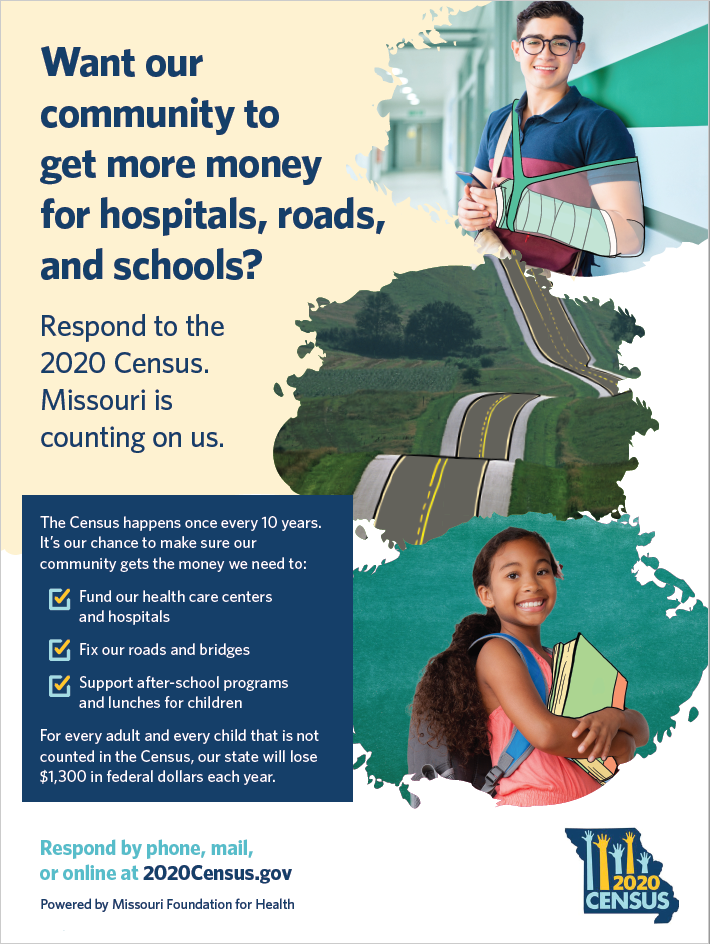 Want our
community to
get more money
for hospitals, roads,
and schools?
Respond to the
2020 Census.
Missouri is
counting on us.
The Census happens once every 10 years.
It’s our chance to make sure our
community gets the money we need to:
Fund our health care centers
and hospitals
Fix our roads and bridges
Support after-school programs
and lunches for children
For every adult and every child that is not
counted in the Census, our state will lose
$1,300 in federal dollars each year.
Respond by phone, mail,
or online at 2020Census.gov
Powered by Missouri Foundation for Health
2020
CENSUS